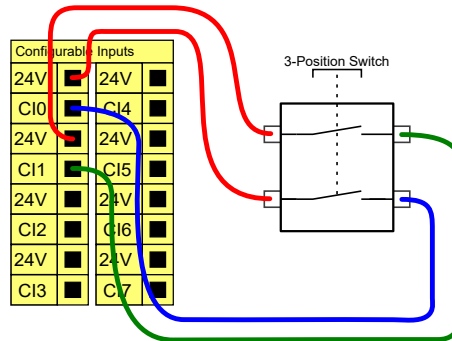 Configurable Inputs
3-Position Switch
24V 24V
CI0 CI4
24V 24V
CI1 CI5
24V 24V
CI2 CI6
24V 24V
CI3 CI7